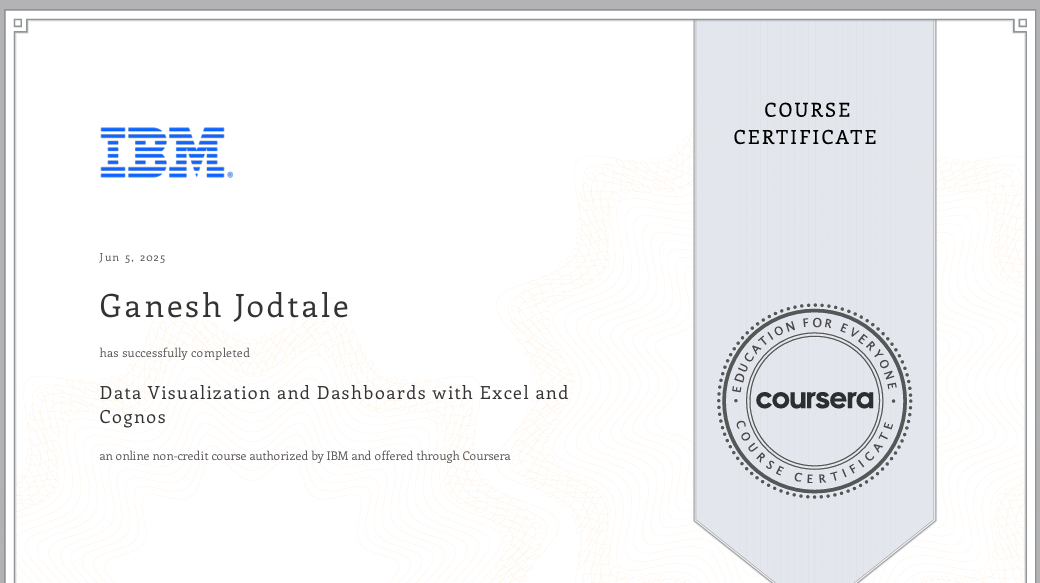 COURSE
CERTIFICATE
IBM®
Jun 5, 2025
Ganesh Jodtale
has successfully completed
Data Visualization and Dashboards with Excel and
Cognos
an online non-credit course authorized by IBM and offered through Coursera
• EDUCATION FOR EVERYONE •
coursera
COURSE CERTIFICATE